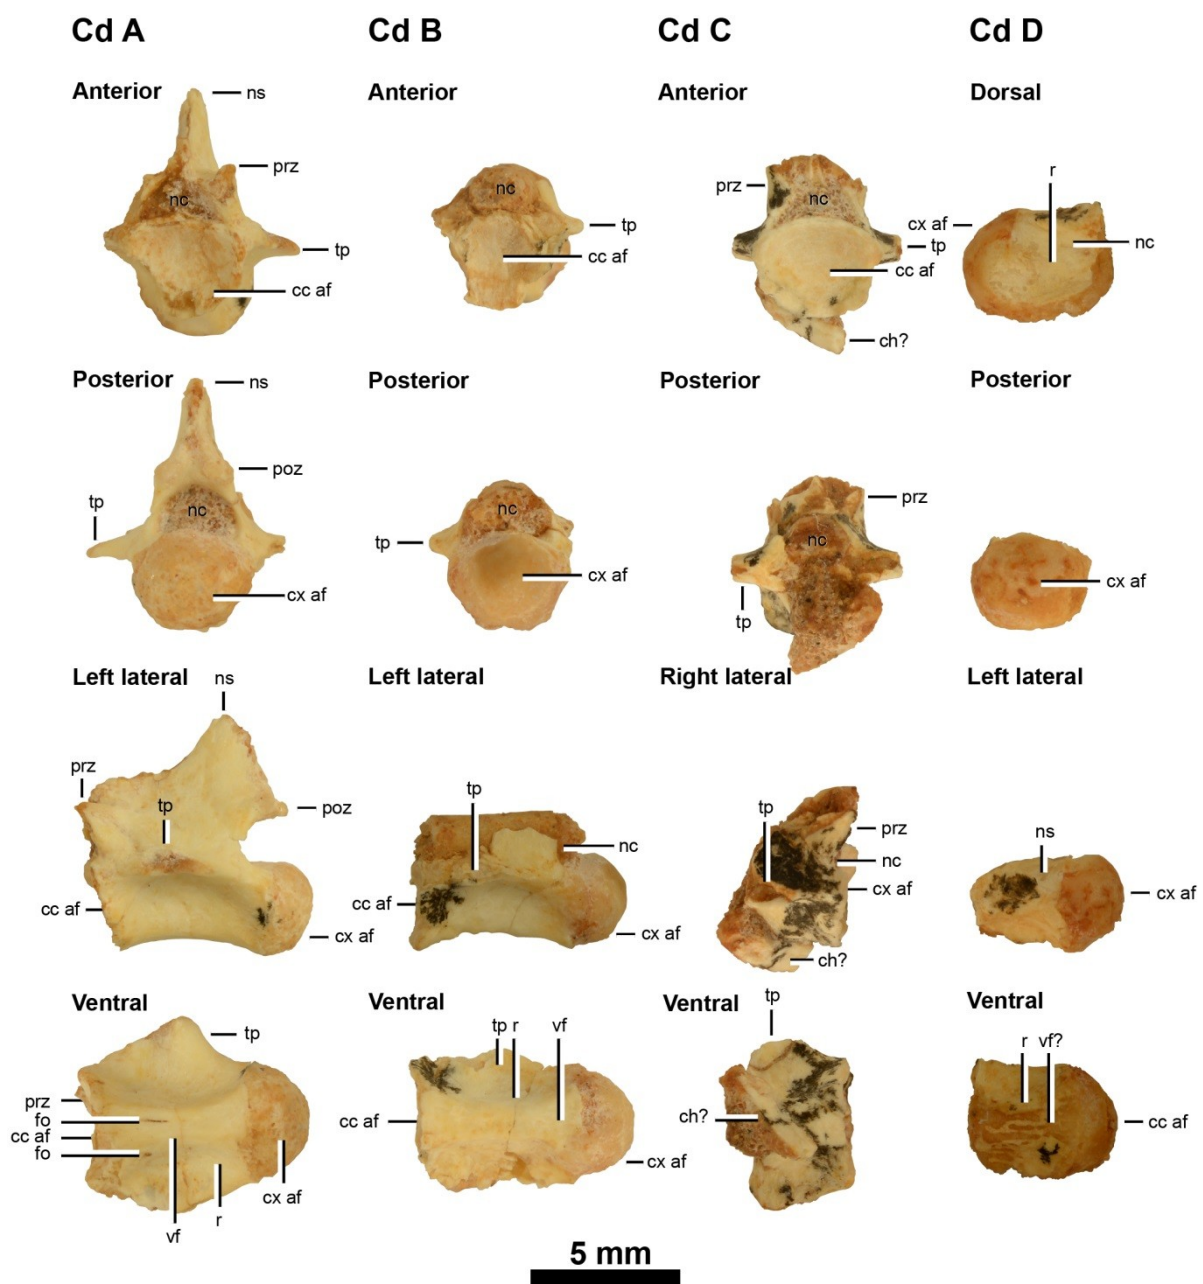 Cd A Cd B Cd C Cd D
Anterior Anterior Anterior Dorsal
ns
prz
nc
tp
cc af
nc
tp
cc af
prz
nc
tp
cc af
ch?
r
cx af
nc
Posterior Posterior Posterior Posterior
ns
poz
tp
nc
cx af
nc
tp
cx af
prz
nc
tp
cx af
Left lateral Left lateral Right lateral Left lateral
ns
prz
tp
poz
cc af
cx af
tp
nc
cc af
cx af
tp
prz
nc
cx af
ch?
ns
cx af
Ventral Ventral Ventral Ventral
tp
prz
fo
cc af
fo
vf
r
cx af
tp r vf
cc af
cx af
tp
ch?
r vf?
cc af
5 mm